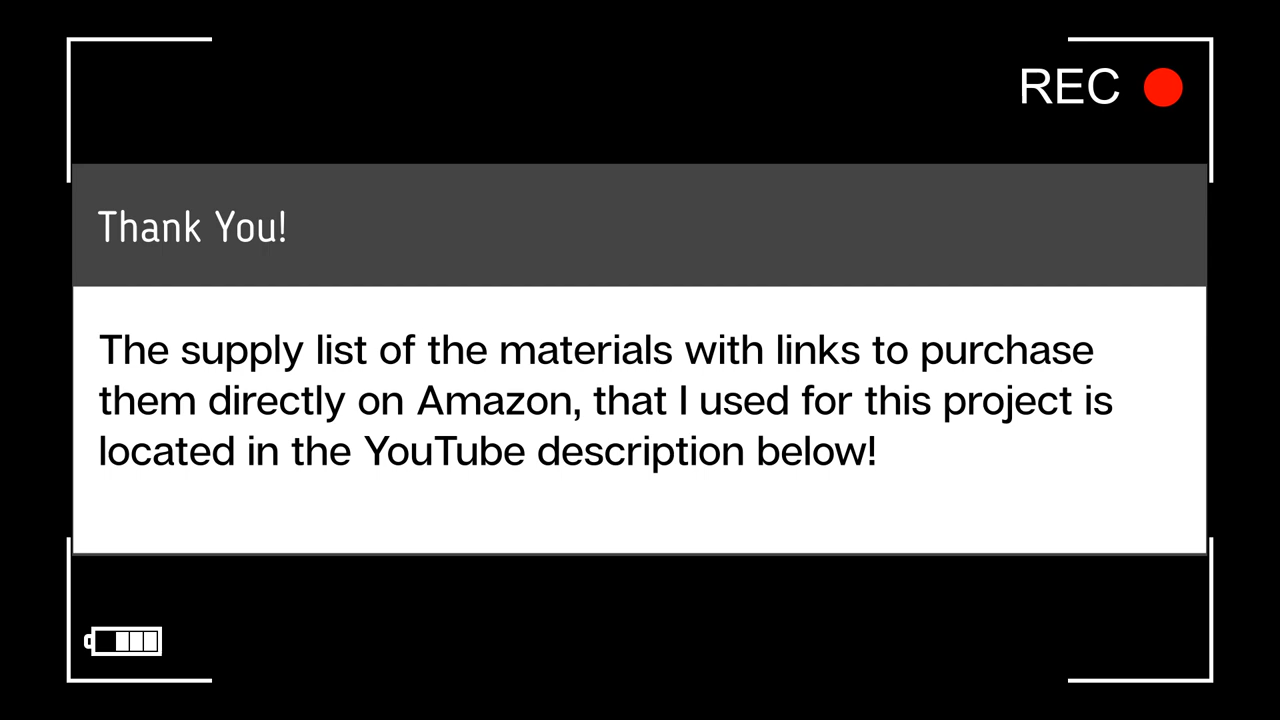 REC
Thank You!
The supply list of the materials with links to purchase
them directly on Amazon, that I used for this project is
located in the YouTube description below!